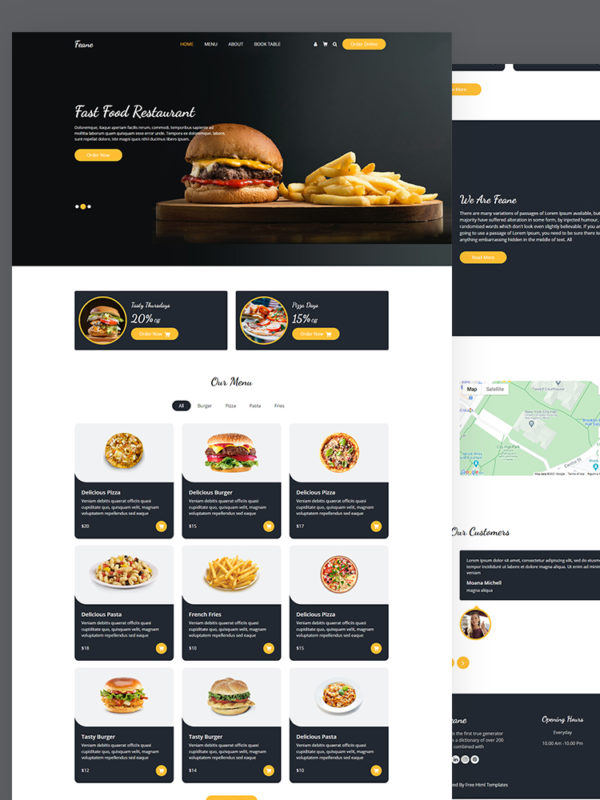 Feane
HOME MENU ABOUT BOOK TABLE
Order Online
Fast Food Restaurant
Doloremque, itaque aperiam facilis rerum, commodi, temporibus sapiente ad
mollitia laborum quam quisquam esse error unde. Tempora ex doloremque, labore,
sunt repellat dolore, iste magni quos nihil ducimus libero ipsam.
Order Now
Tasty Thursdays
20% Off
Order Now
Pizza Days
15% Off
Order Now
Our Menu
All Burger Pizza Pasta Fries
Delicious Pizza
Veniam debitis quaerat officiis quasi
cupiditate quo, quisquam velit, magnam
voluptatem repellendus sed eaque
$20
Delicious Burger
Veniam debitis quaerat officiis quasi
cupiditate quo, quisquam velit, magnam
voluptatem repellendus sed eaque
$15
Delicious Pizza
Veniam debitis quaerat officiis quasi
cupiditate quo, quisquam velit, magnam
voluptatem repellendus sed eaque
$17
Delicious Pasta
Veniam debitis quaerat officiis quasi
cupiditate quo, quisquam velit, magnam
voluptatem repellendus sed eaque
$18
French Fries
Veniam debitis quaerat officiis quasi
cupiditate quo, quisquam velit, magnam
voluptatem repellendus sed eaque
$10
Delicious Pizza
Veniam debitis quaerat officiis quasi
cupiditate quo, quisquam velit, magnam
voluptatem repellendus sed eaque
$15
Tasty Burger
Veniam debitis quaerat officiis quasi
cupiditate quo, quisquam velit, magnam
voluptatem repellendus sed eaque
$12
Tasty Burger
Veniam debitis quaerat officiis quasi
cupiditate quo, quisquam velit, magnam
voluptatem repellendus sed eaque
$14
Delicious Pasta
Veniam debitis quaerat officiis quasi
cupiditate quo, quisquam velit, magnam
voluptatem repellendus sed eaque
$10
More
We Are Feane
There are many variations of passages of Lorem Ipsum available, but
majority have suffered alteration in some form, by injected humour,
randomised words which don't look even slightly believable. If you are
going to use a passage of Lorem Ipsum, you need to be sure there is
anything embarrassing hidden in the middle of text. All
Read More
Map Satellite
Our Customers
Lorem ipsum dolor sit amet, consectetur adipiscing elit, sed do eiusmod
tempor incididunt ut labore et dolore magna aliqua. Ut enim ad minim
veniam
Moana Michell
magna aliqua
eane
is the first true generator
a dictionary of over 200
combined with
Opening Hours
Everyday
10.00 Am -10.00 Pm
By Free Html Templates